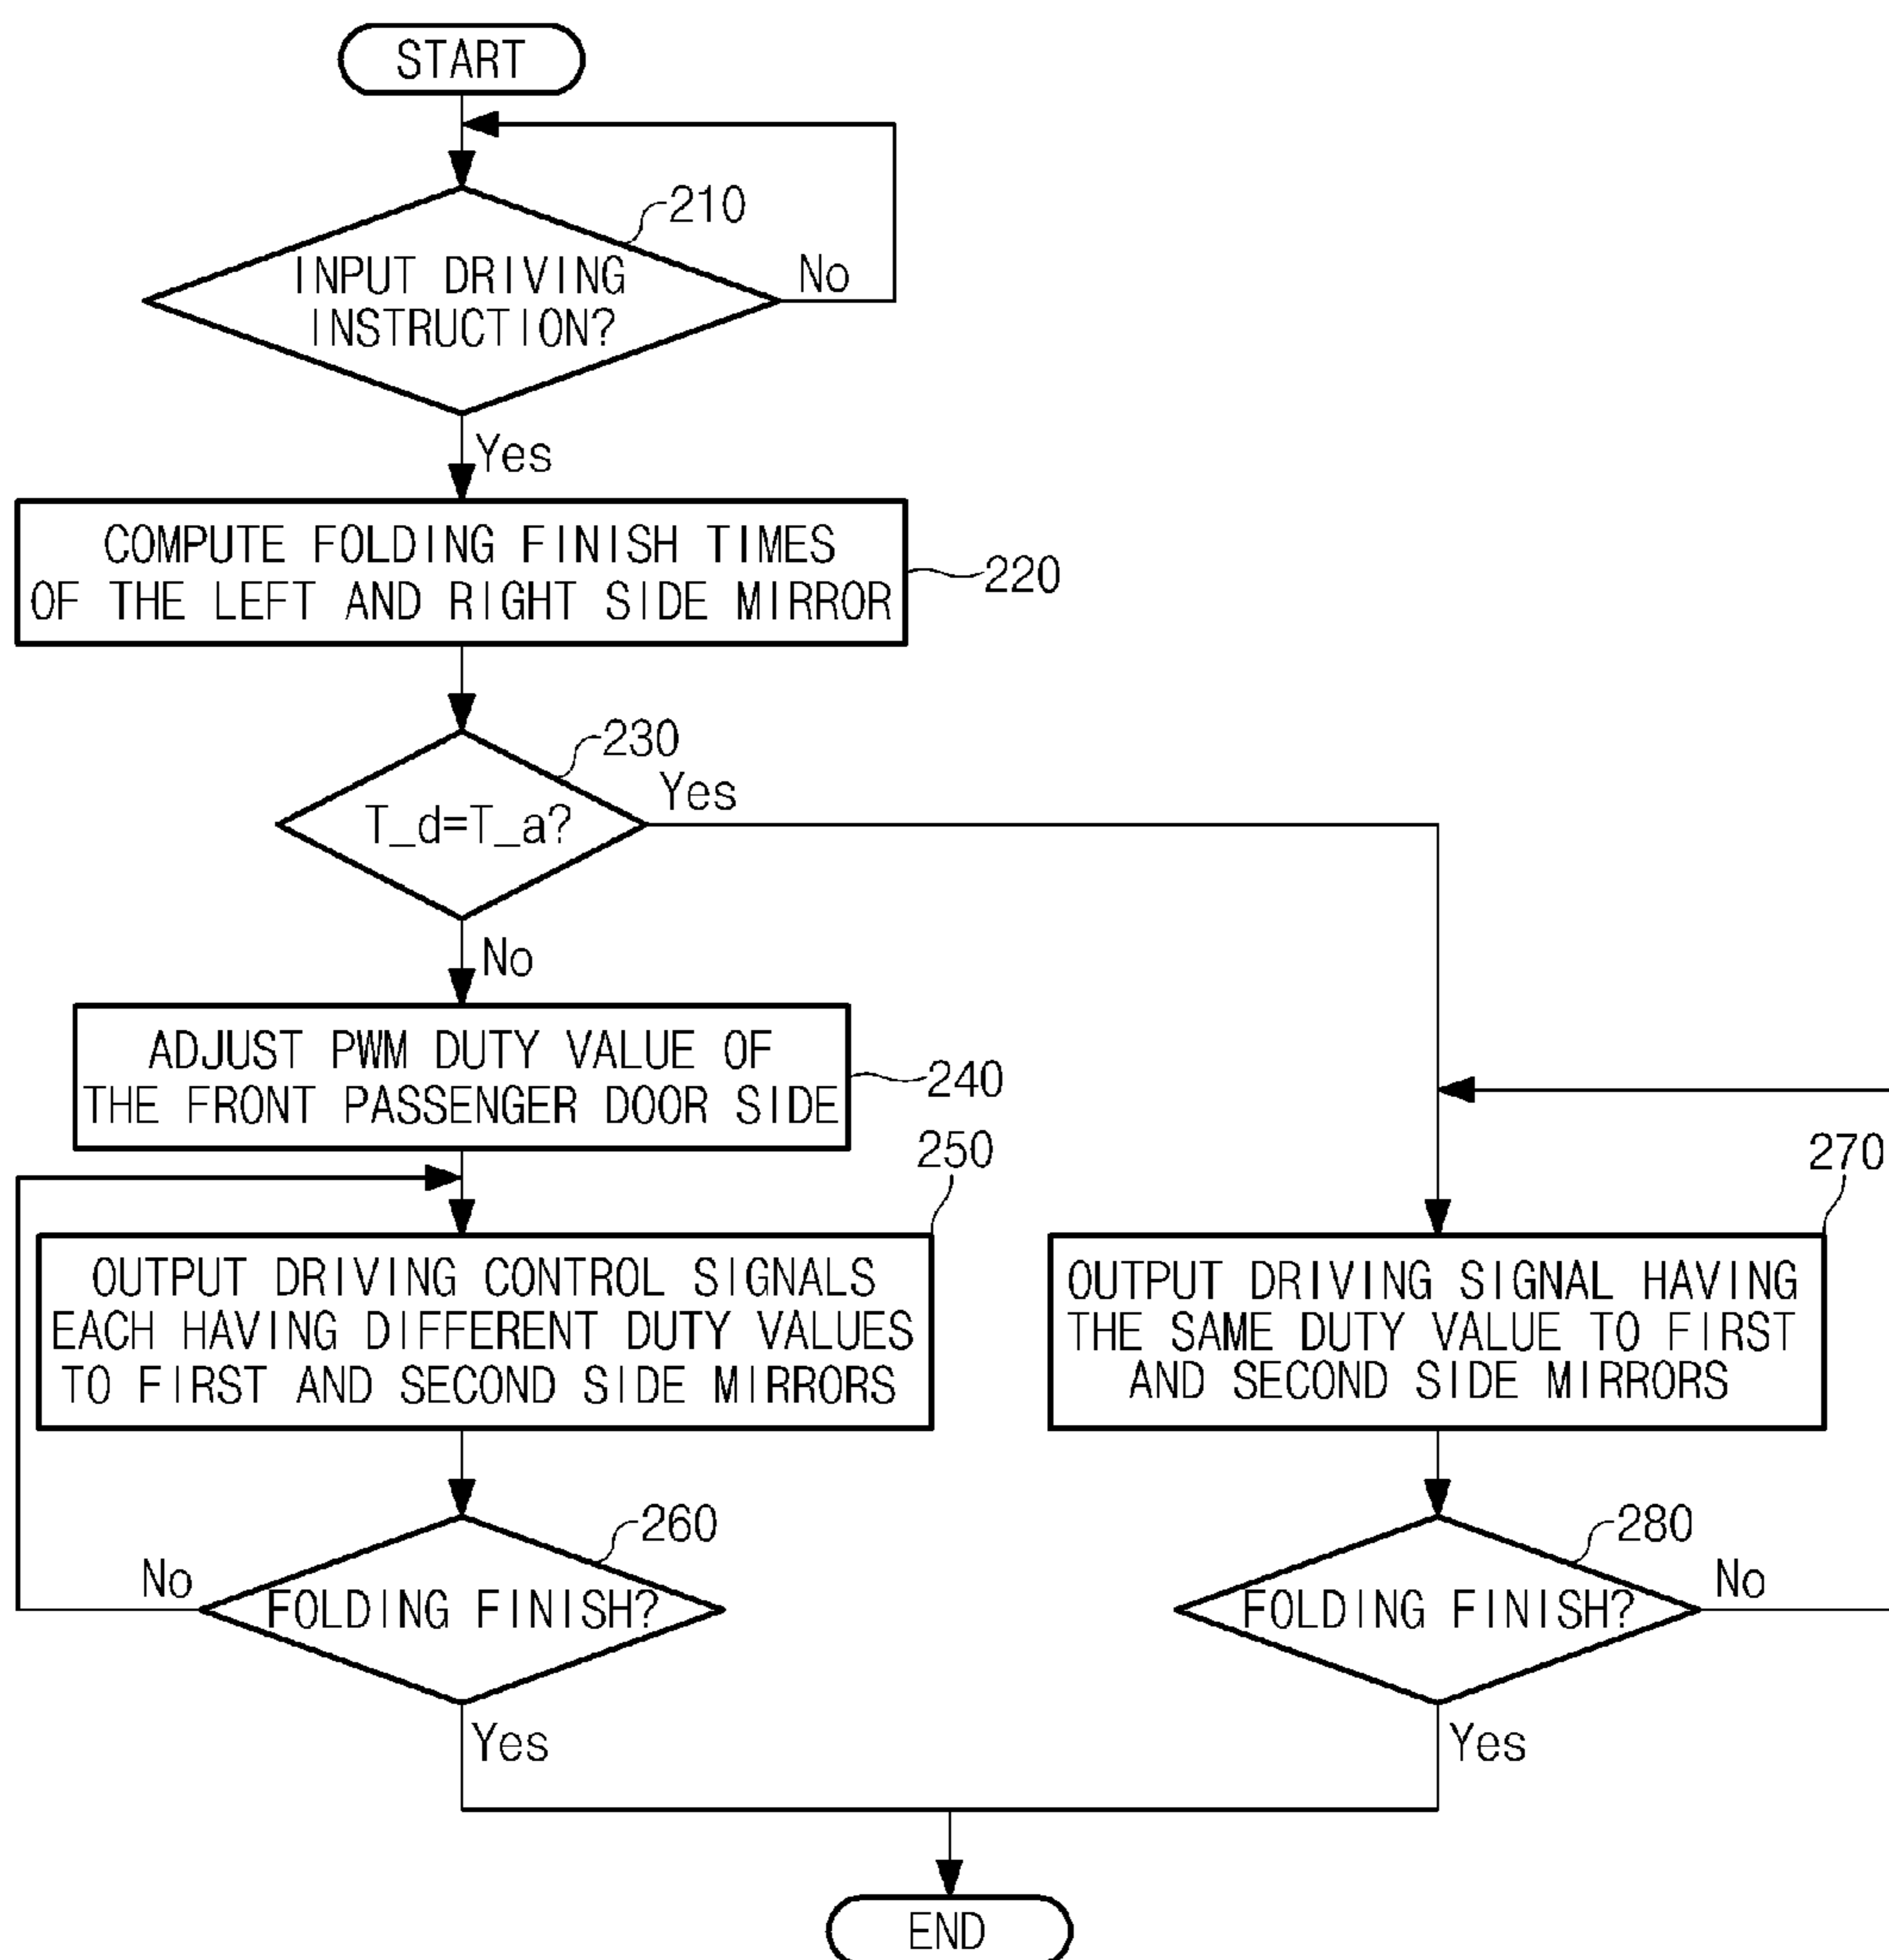 START
210
INPUT DRIVING
INSTRUCTION?
No
Yes
COMPUTE FOLDING FINISH TIMES
OF THE LEFT AND RIGHT SIDE MIRROR
220
230
T_d=T_a?
Yes
No
ADJUST PWM DUTY VALUE OF
THE FRONT PASSENGER DOOR SIDE
240
250
OUTPUT DRIVING CONTROL SIGNALS
EACH HAVING DIFFERENT DUTY VALUES
TO FIRST AND SECOND SIDE MIRRORS
270
OUTPUT DRIVING SIGNAL HAVING
THE SAME DUTY VALUE TO FIRST
AND SECOND SIDE MIRRORS
260
No
FOLDING FINISH?
Yes
280
FOLDING FINISH?
No
Yes
END